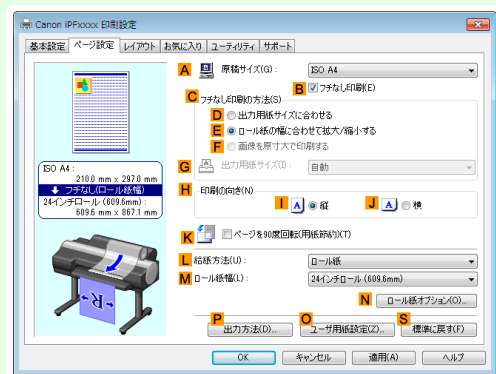 Canon iPFxxxx 印刷設定
基本設定 ページ設定 レイアウト お気に入り ユーティリティ サポート
A 原稿サイズ(G): ISO A4
B フチなし印刷(E)
C フチなし印刷の方法(S)
D 出力用紙サイズに合わせる
E ロール紙の幅に合わせて拡大/縮小する
F 画像を原寸大で印刷する
G 出力用紙サイズ(D: 自動
ISO A4:
210.0 mm x 297.0 mm
フチなし(ロール紙幅)
24インチロール (609.6mm) :
609.6 mm x 867.1 mm
H 印刷の向き(N)
I A 縦 J A 横
K ページを90度回転(用紙節約)(T)
L 給紙方法(U): ロール紙
M ロール紙幅(L): 24インチロール (609.6mm)
N ロール紙オプション(O)...
P O S
出力方法(D)... ユーザ用紙設定(Z)... 標準に戻す(F)
R
OK キャンセル 適用(A) ヘルプ